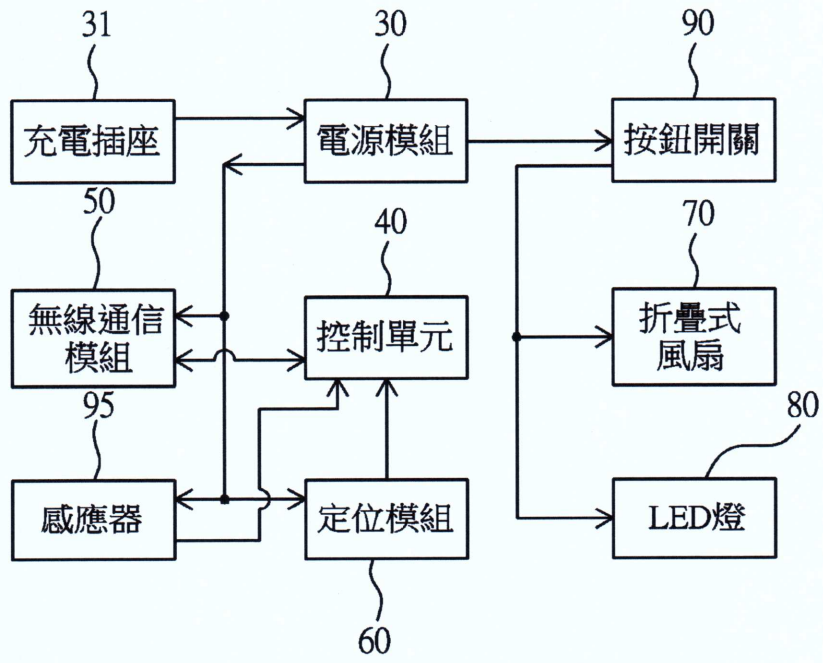 31
30
90
充電插座
電源模組
按鈕開關
50
40
70
無線通信
模組
控制單元
折疊式
風扇
95
80
感應器
定位模組
LED燈
60